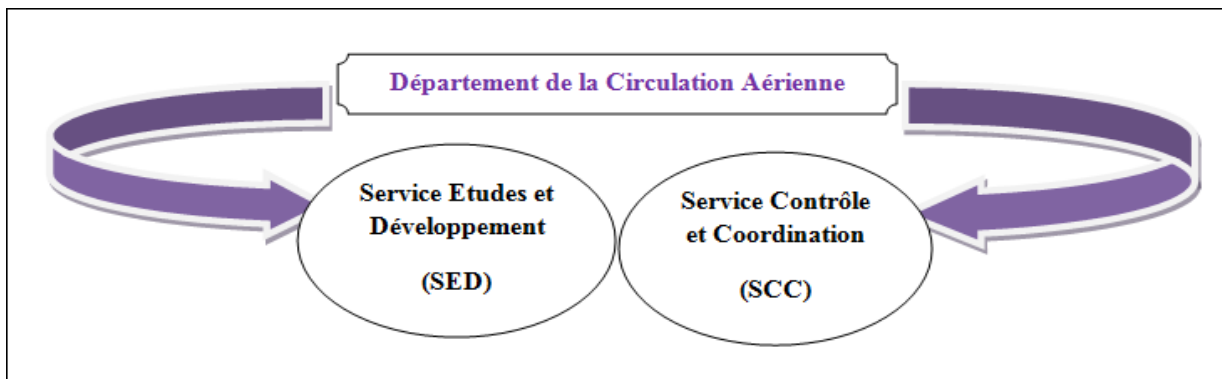 Département de la Circulation Aérienne
Service Etudes et
Développement
(SED)
Service Contrôle
et Coordination
(SCC)